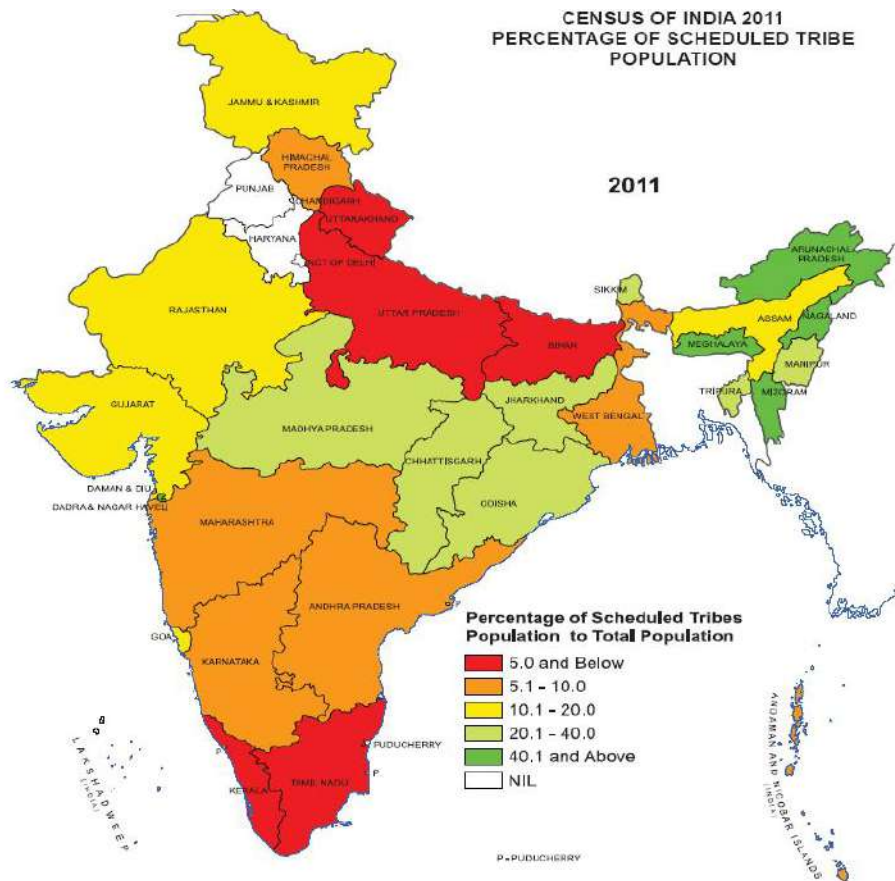 CENSUS OF INDIA 2011
PERCENTAGE OF SCHEDULED TRIBE
POPULATION
2011
JAMMU & KASHMIR
HIMACHAL
PRADESH
PUNJAB
CHANDIGARH
UTTARAKHAND
HARYANA
NCT OF DELHI
ARUNACHAL
PRADESH
SIKKIM
RAJASTHAN
UTTAR PRADESH
ASSAM
NAGALAND
BIHAR
MEGHALAYA
MANIPUR
GUJARAT
JHARKHAND
TRIPURA
MIZORAM
MADHYA PRADESH
WEST BENGAL
CHHATTISGARH
DAMAN & DIU
DADRA & NAGAR HAVELI
ODISHA
MAHARASHTRA
ANDHRA PRADESH
P
GOA
KARNATAKA
Percentage of Scheduled Tribes
Population to Total Population
5.0 and Below
5.1 - 10.0
10.1 - 20.0
20.1 - 40.0
40.1 and Above
NIL
LAKSHADWEEP
(INDIA)
P
PUDUCHERRY
P
KERALA
TAMIL NADU
ANDAMAN AND NICOBAR ISLANDS
(INDIA)
P = PUDUCHERRY